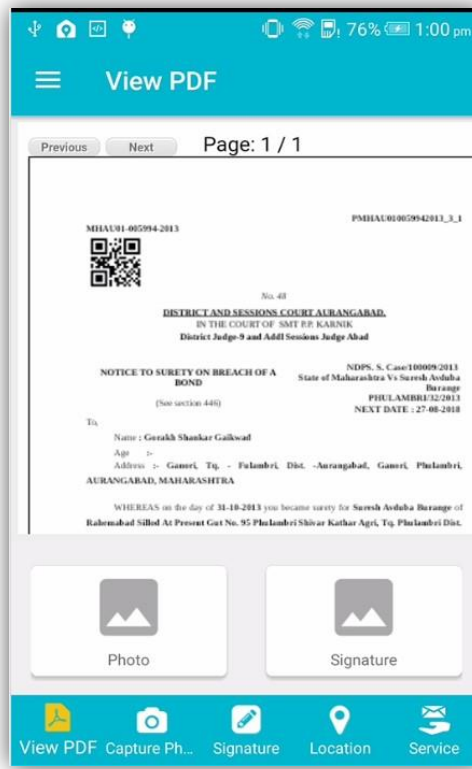 76% 1:00 pm
View PDF
Previous Next Page: 1 / 1
PMHAU010059942013_3_1
MHAU01-005994-2013
No. 48
DISTRICT AND SESSIONS COURT AURANGABAD.
IN THE COURT OF SMT P.P. KARNIK
District Judge-9 and Addl Sessions Judge Abad
NOTICE TO SURETY ON BREACH OF A
BOND
(See section 446)
NDPS. S. Case/100009/2013
State of Maharashtra Vs Suresh Avduba
Burange
PHULAMBRI/32/2013
NEXT DATE : 27-08-2018
To,
Name : Gorakh Shankar Gaikwad
Age :-
Address :- Ganori, Tq. - Fulambri, Dist. -Aurangabad, Ganori, Phulambri,
AURANGABAD, MAHARASHTRA
WHEREAS on the day of 31-10-2013 you became surety for Suresh Avduba Burange of
Rahemabad Sillod At Present Gut No. 95 Phulambri Shivar Kathar Agri, Tq. Phulambri Dist.
Photo
Signature
View PDF Capture Ph... Signature Location Service